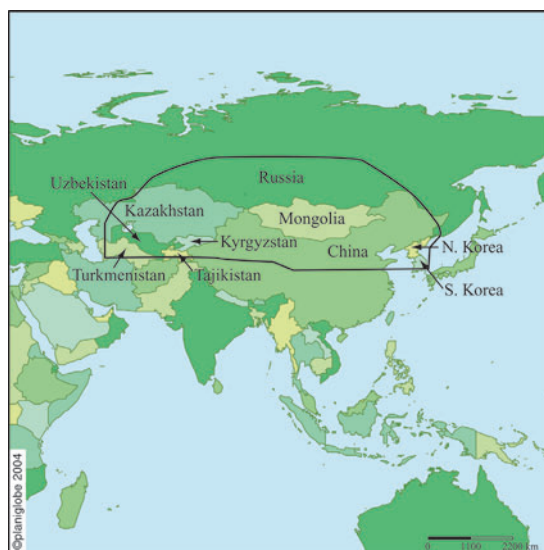 Russia
Uzbekistan
Kazakhstan
Mongolia
Kyrgyzstan
China
N. Korea
Turkmenistan
Tajikistan
S. Korea
©planiglobe 2004
0 1100 2200 km